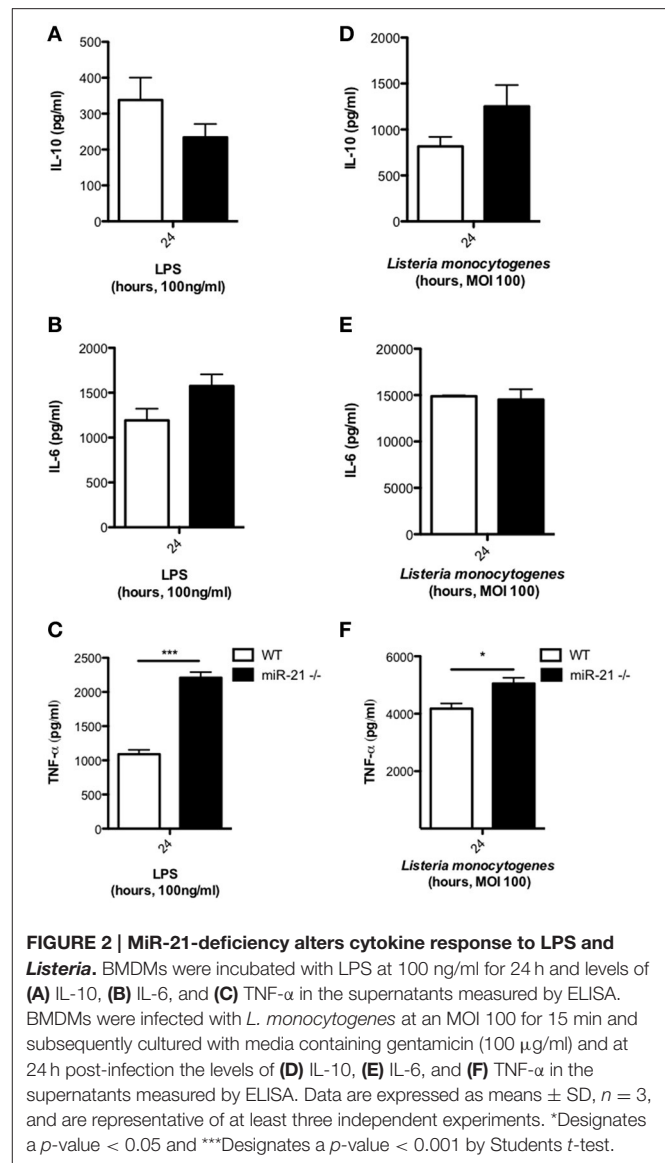 A
IL-10 (pg/ml)
400
300
200
100
0
24
LPS
(hours, 100ng/ml)
D
IL-10 (pg/ml)
2000
1500
1000
500
0
24
Listeria monocytogenes
(hours, MOI 100)
B
IL-6 (pg/ml)
2000
1500
1000
500
0
24
LPS
(hours, 100ng/ml)
E
IL-6 (pg/ml)
20000
15000
10000
5000
0
24
Listeria monocytogenes
(hours, MOI 100)
C
TNF-α (pg/ml)
2500
2000
1500
1000
500
0
***
24
LPS
(hours, 100ng/ml)
WT
miR-21 -/-
F
TNF-α (pg/ml)
6000
4000
2000
*
24
Listeria monocytogenes
(hours, MOI 100)
FIGURE 2 | MiR-21-deficiency alters cytokine response to LPS and
Listeria. BMDMs were incubated with LPS at 100 ng/ml for 24 h and levels of
(A) IL-10, (B) IL-6, and (C) TNF-α in the supernatants measured by ELISA.
BMDMs were infected with L. monocytogenes at an MOI 100 for 15 min and
subsequently cultured with media containing gentamicin (100 μg/ml) and at
24 h post-infection the levels of (D) IL-10, (E) IL-6, and (F) TNF-α in the
supernatants measured by ELISA. Data are expressed as means ± SD, n = 3,
and are representative of at least three independent experiments. *Designates
a p-value < 0.05 and ***Designates a p-value < 0.001 by Students t-test.